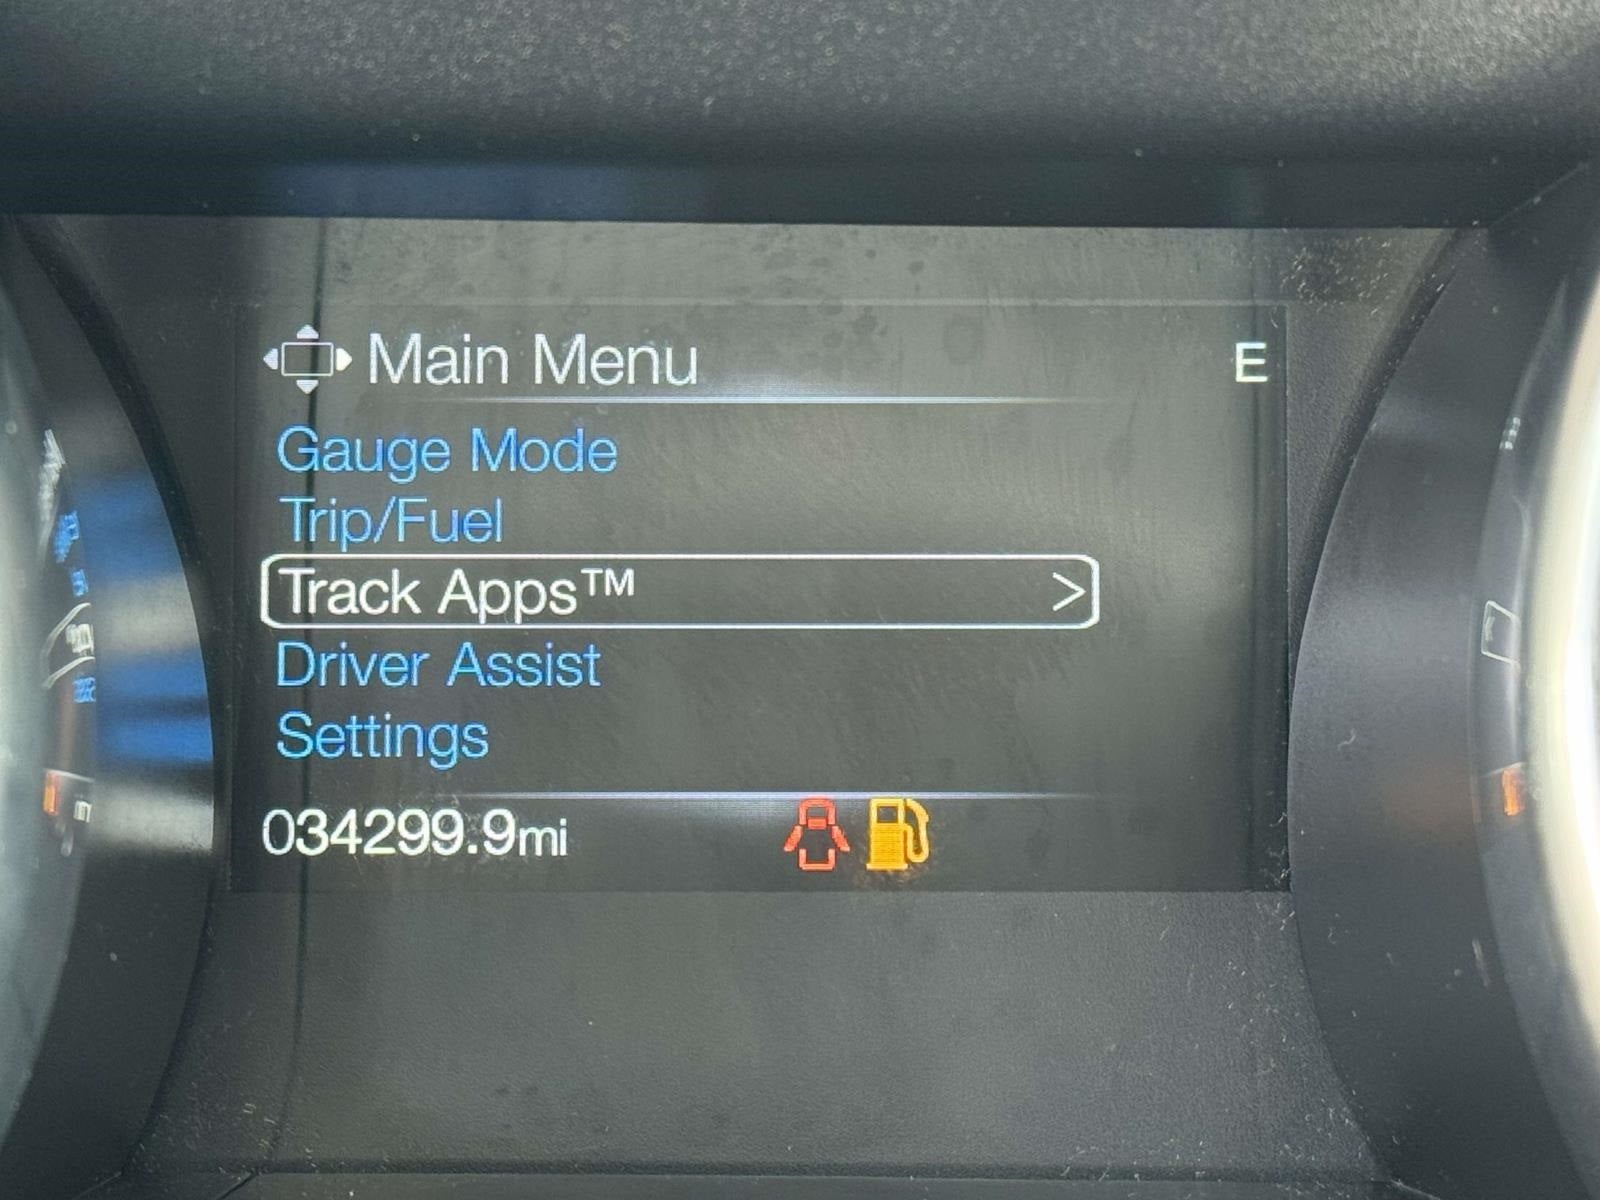 Main Menu
E
Gauge Mode
Trip/Fuel
Track Apps™ >
Driver Assist
Settings
034299.9mi